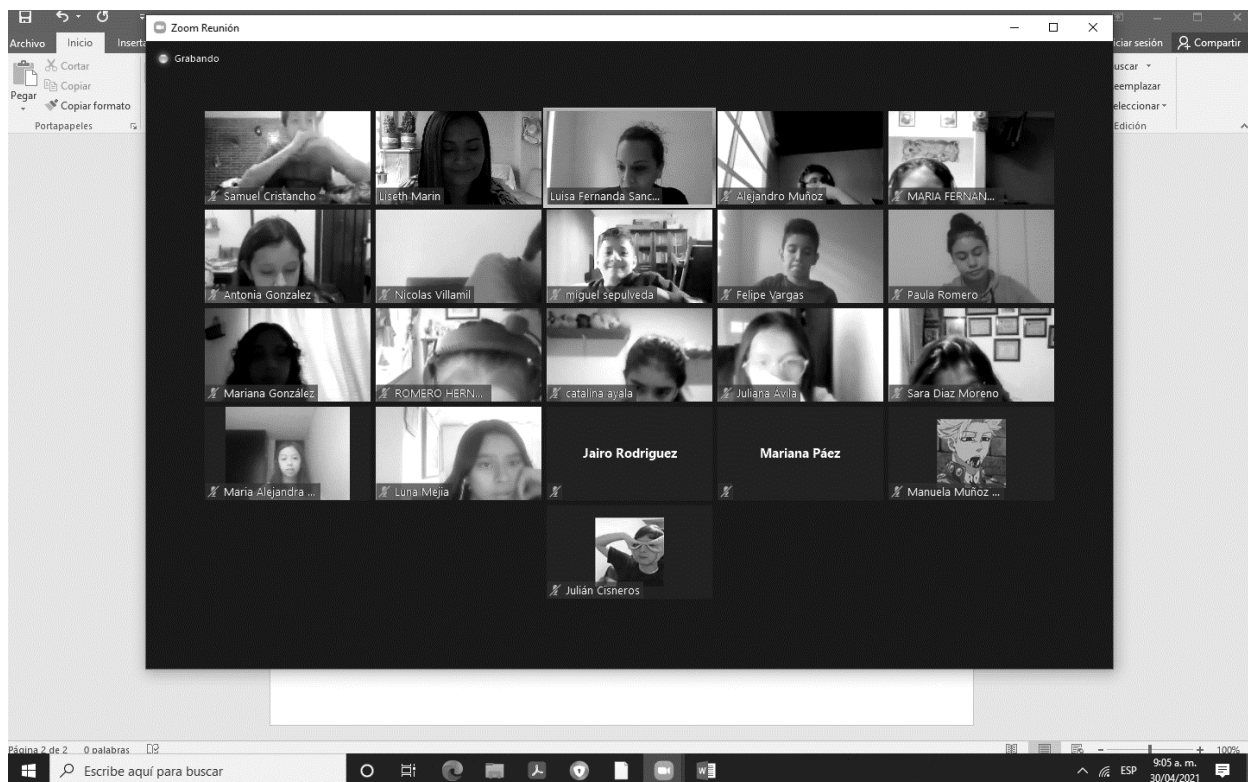 Zoom Reunión
Archivo
Inicio
Inserta
iciar sesión
Compartir
Grabando
Cortar
Copiar
Pegar
Copiar formato
Portapapeles
uscar
eemplazar
eleccionar
Edición
Samuel Cristancho
Liseth Marin
Luisa Fernanda Sanc...
Alejandro Muñoz
MARIA FERNAN...
Antonia Gonzalez
Nicolas Villamil
miguel sepulveda
Felipe Vargas
Paula Romero
Mariana González
ROMERO HERN...
catalina ayala
Juliana Ávila
Sara Diaz Moreno
Maria Alejandra ...
Luna Mejia
Jairo Rodriguez
Mariana Páez
Manuela Muñoz ...
Julián Cisneros
Página 2 de 2
0 palabras
100%
Escribe aquí para buscar
ESP
9:05 a. m.
30/04/2021